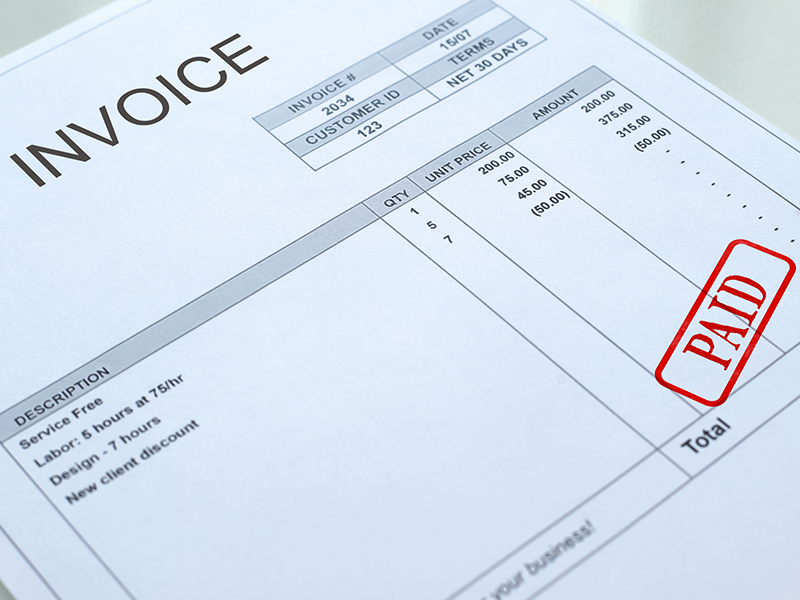 INVOICE
INVOICE # DATE
2034 15/07
CUSTOMER ID TERMS
123 NET 30 DAYS
DESCRIPTION QTY UNIT PRICE AMOUNT
Service Free 1 200.00 200.00
Labor: 5 hours at 75/hr 5 75.00 375.00
Design - 7 hours 7 45.00 315.00
New client discount (50.00) (50.00)
-
-
-
-
-
-
-
PAID
Total
your business!